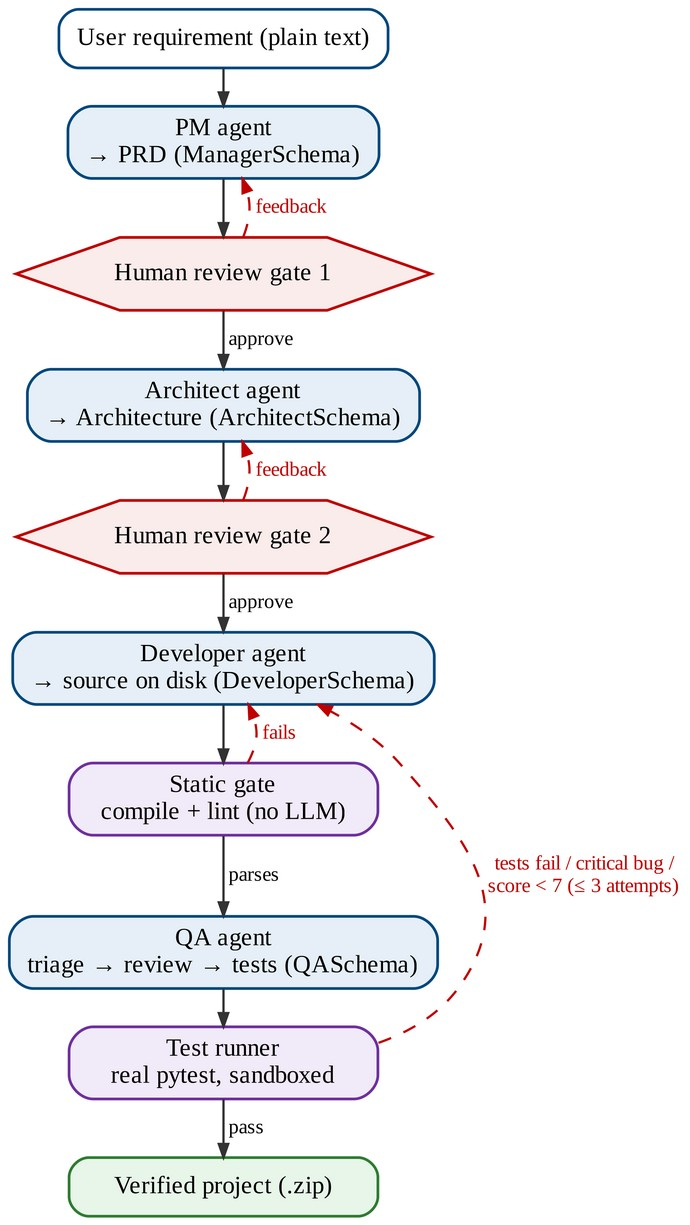 User requirement (plain text)
PM agent
→ PRD (ManagerSchema)
feedback
Human review gate 1
approve
Architect agent
→ Architecture (ArchitectSchema)
feedback
Human review gate 2
approve
Developer agent
→ source on disk (DeveloperSchema)
fails
Static gate
compile + lint (no LLM)
parses
tests fail / critical bug /
score < 7 (≤ 3 attempts)
QA agent
triage → review → tests (QASchema)
Test runner
real pytest, sandboxed
pass
Verified project (.zip)